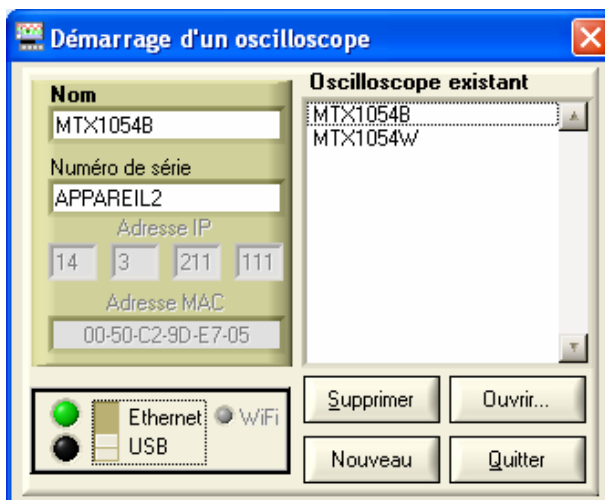 Démarrage d'un oscilloscope
Nom
MTX1054B
Numéro de série
APPAREIL2
Adresse IP
14 3 211 111
Adresse MAC
00-50-C2-9D-E7-05
Ethernet
WiFi
USB
Oscilloscope existant
MTX1054B
MTX1054W
Supprimer
Ouvrir...
Nouveau
Quitter